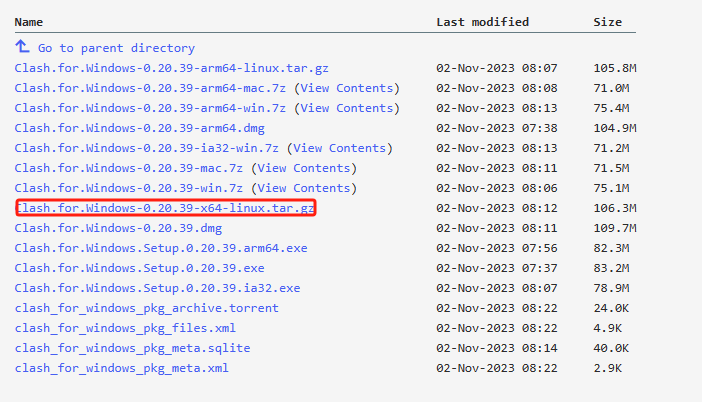 Name Last modified Size
Go to parent directory
Clash.for.Windows-0.20.39-arm64-linux.tar.gz 02-Nov-2023 08:07 105.8M
Clash.for.Windows-0.20.39-arm64-mac.7z (View Contents) 02-Nov-2023 08:08 71.0M
Clash.for.Windows-0.20.39-arm64-win.7z (View Contents) 02-Nov-2023 08:13 75.4M
Clash.for.Windows-0.20.39-arm64.dmg 02-Nov-2023 07:38 104.9M
Clash.for.Windows-0.20.39-ia32-win.7z (View Contents) 02-Nov-2023 08:13 71.2M
Clash.for.Windows-0.20.39-mac.7z (View Contents) 02-Nov-2023 08:11 71.5M
Clash.for.Windows-0.20.39-win.7z (View Contents) 02-Nov-2023 08:06 75.1M
Clash.for.Windows-0.20.39-x64-linux.tar.gz 02-Nov-2023 08:12 106.3M
Clash.for.Windows-0.20.39.dmg 02-Nov-2023 08:11 109.7M
Clash.for.Windows.Setup.0.20.39.arm64.exe 02-Nov-2023 07:56 82.3M
Clash.for.Windows.Setup.0.20.39.exe 02-Nov-2023 07:37 83.2M
Clash.for.Windows.Setup.0.20.39.ia32.exe 02-Nov-2023 08:07 78.9M
clash_for_windows_pkg_archive.torrent 02-Nov-2023 08:22 24.0K
clash_for_windows_pkg_files.xml 02-Nov-2023 08:22 4.9K
clash_for_windows_pkg_meta.sqlite 02-Nov-2023 08:14 40.0K
clash_for_windows_pkg_meta.xml 02-Nov-2023 08:22 2.9K